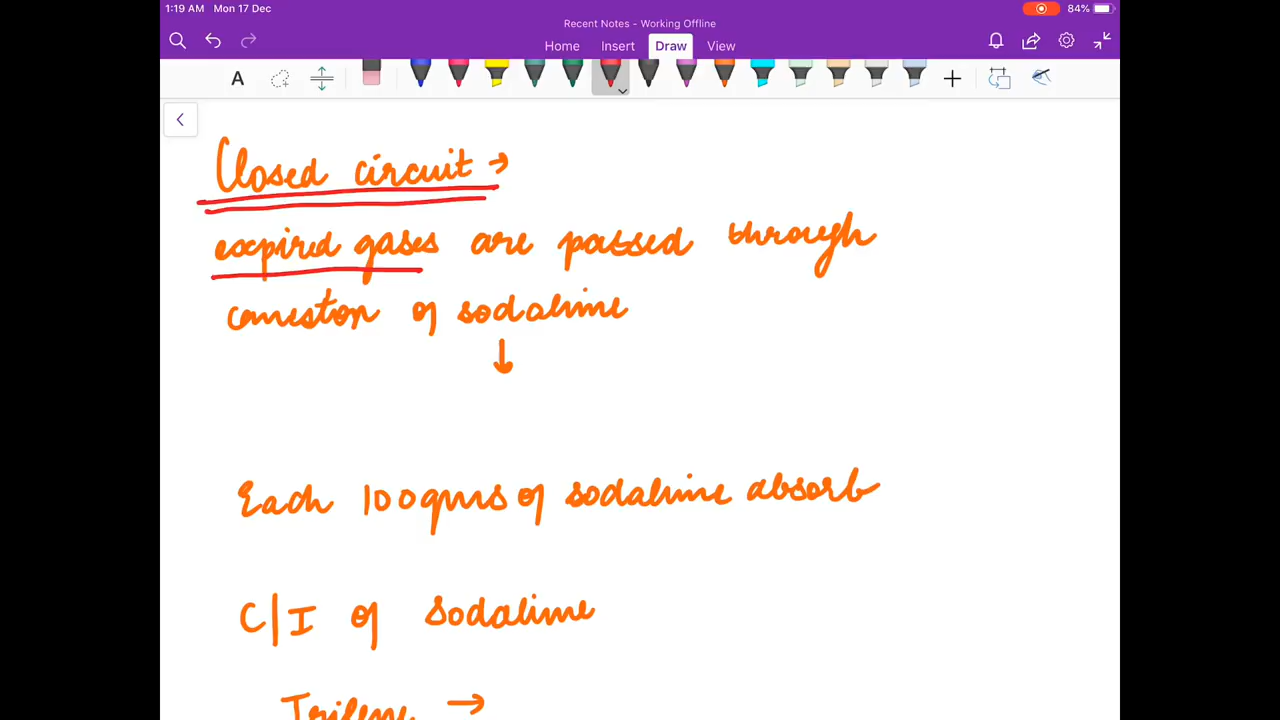 1:19 AM Mon 17 Dec
84%
Recent Notes - Working Offline
Home Insert Draw View
A
Closed circuit →
expired gases are passed through
canestor of sodalime
↓
Each 100gms of sodalime absorb
C/I of sodalime
Trilene →